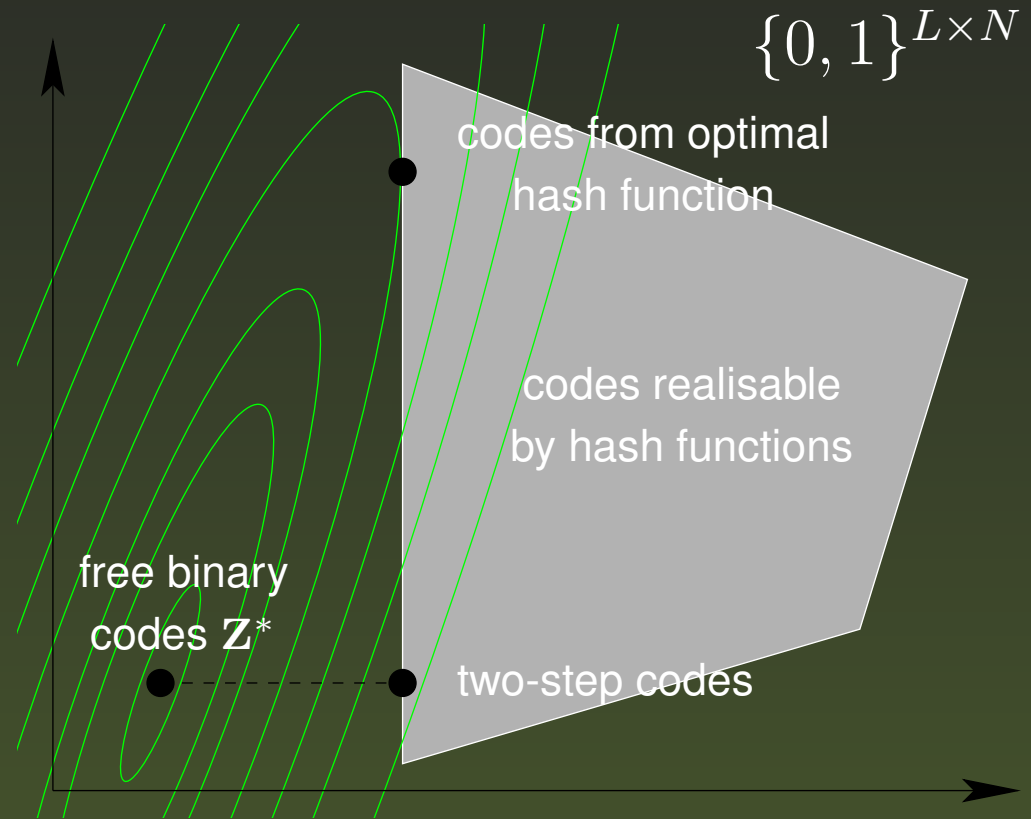 {0, 1}^{L×N}
codes from optimal
hash function
codes realisable
by hash functions
free binary
codes Z*
two-step codes